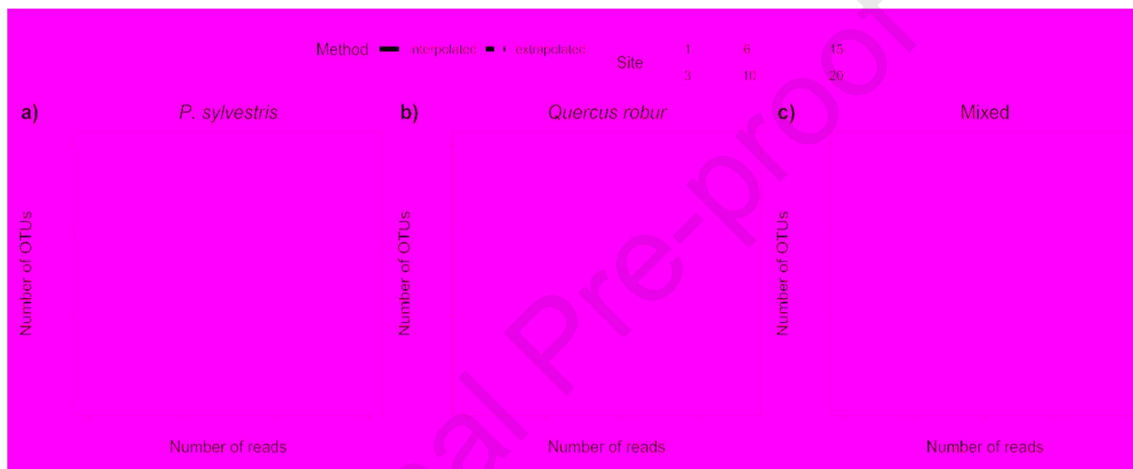 Method interpolated extrapolated
Site
1 6 15
3 10 20
a) P. sylvestris b) Quercus robur c) Mixed
Number of OTUs Number of OTUs Number of OTUs
Number of reads Number of reads Number of reads
al Pre-proof